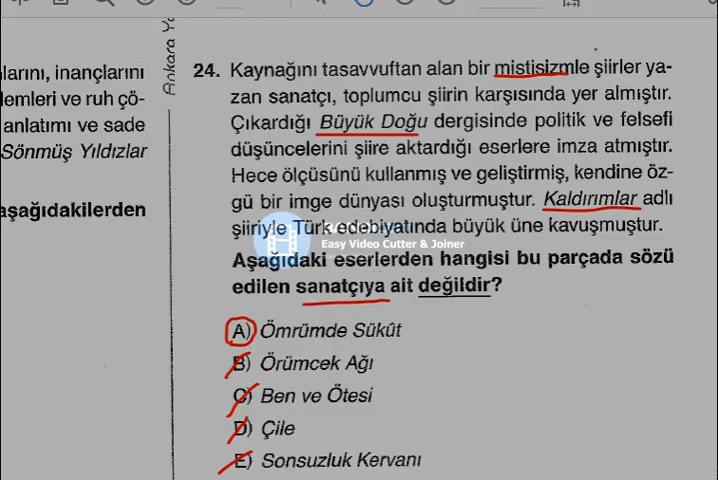 Ankara
larını, inançlarını
lemleri ve ruh çö-
anlatımı ve sade
Sönmüş Yıldızlar
aşağıdakilerden
24. Kaynağını tasavvuftan alan bir mistisizmle şiirler ya-
zan sanatçı, toplumcu şiirin karşısında yer almıştır.
Çıkardığı Büyük Doğu dergisinde politik ve felsefi
düşüncelerini şiire aktardığı eserlere imza atmıştır.
Hece ölçüsünü kullanmış ve geliştirmiş, kendine öz-
gü bir imge dünyası oluşturmuştur. Kaldırımlar adlı
şiiriyle Türk edebiyatında büyük üne kavuşmuştur.
Easy Video Cutter & Joiner
Aşağıdaki eserlerden hangisi bu parçada sözü
edilen sanatçıya ait değildir?
A) Ömrümde Sükût
B) Örümcek Ağı
C) Ben ve Ötesi
D) Çile
E) Sonsuzluk Kervanı